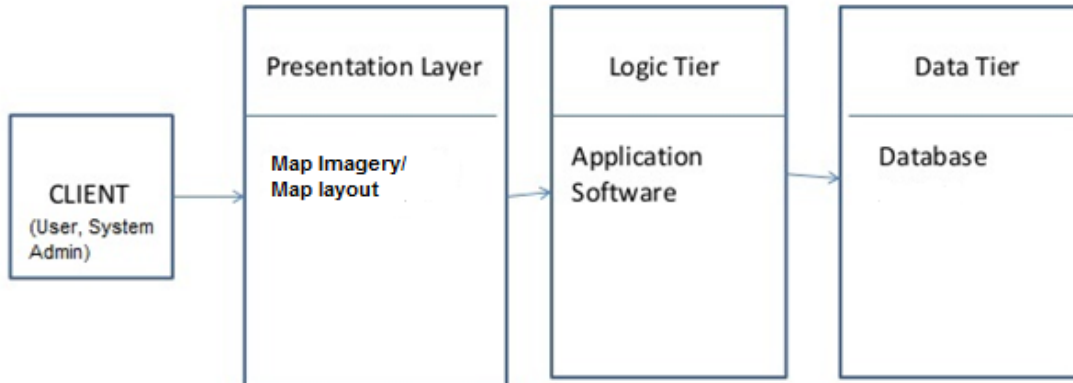 CLIENT
(User, System
Admin)
Presentation Layer
Map Imagery/
Map layout
Logic Tier
Application
Software
Data Tier
Database